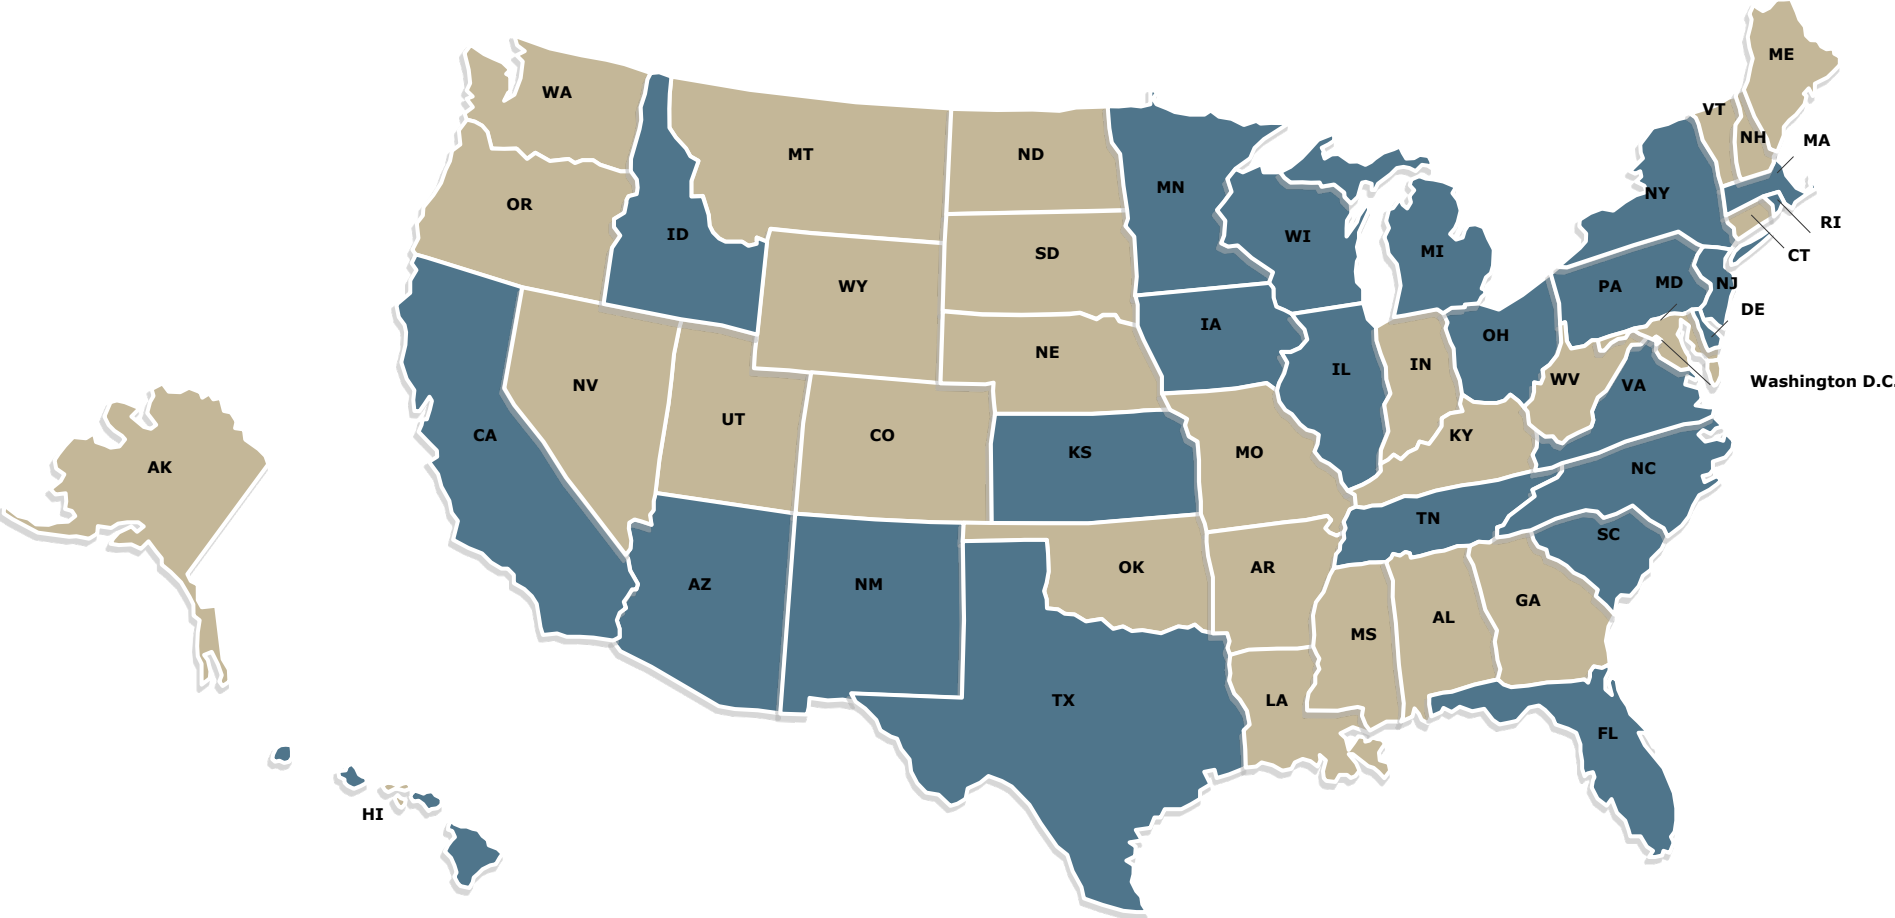 ME
WA
VT
NH
MA
MT
ND
MN
NY
OR
RI
ID
WI
MI
SD
CT
WY
PA
MD
NJ
DE
IA
OH
NE
IN
IL
WV
VA
Washington D.C.
NV
UT
CO
CA
KY
KS
MO
AK
NC
TN
SC
OK
AR
AZ
NM
GA
AL
MS
TX
LA
FL
HI